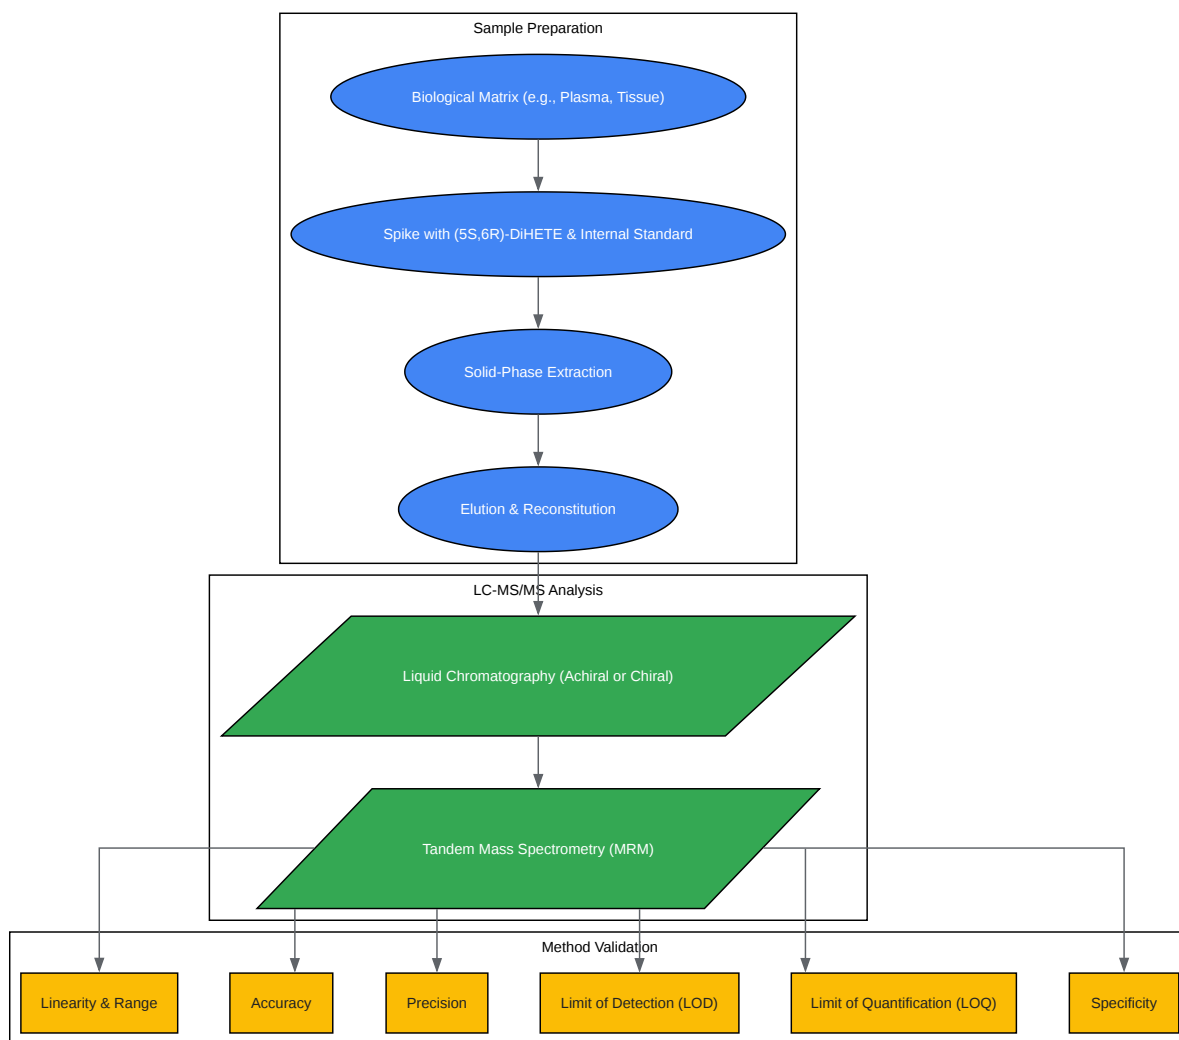 Sample Preparation
Biological Matrix (e.g., Plasma, Tissue)
Spike with (5S,6R)-DiHETE & Internal Standard
Solid-Phase Extraction
Elution & Reconstitution
LC-MS/MS Analysis
Liquid Chromatography (Achiral or Chiral)
Tandem Mass Spectrometry (MRM)
Method Validation
Linearity & Range
Accuracy
Precision
Limit of Detection (LOD)
Limit of Quantification (LOQ)
Specificity